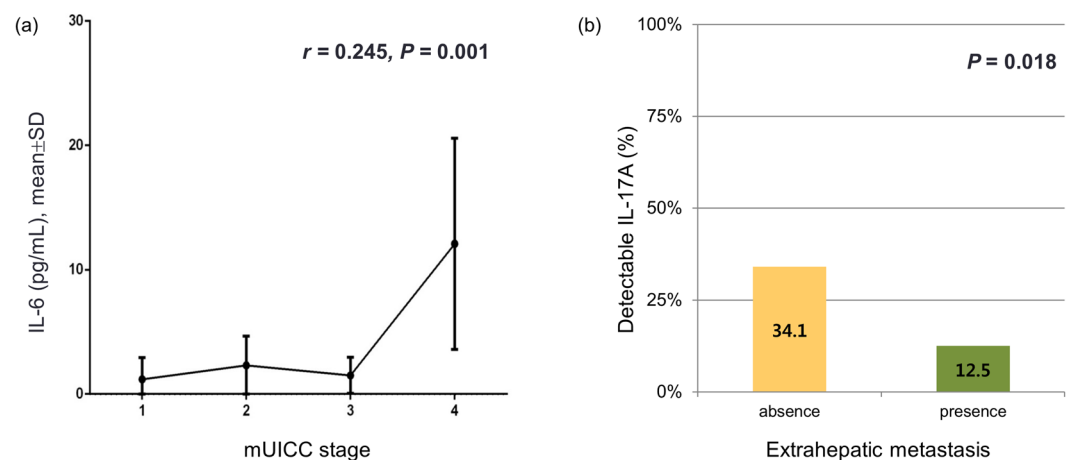 (a)
30
20
10
0
IL-6 (pg/mL), mean±SD
r = 0.245, P = 0.001
1 2 3 4
mUICC stage
(b)
100%
75%
50%
25%
0%
Detectable IL-17A (%)
P = 0.018
34.1
12.5
absence presence
Extrahepatic metastasis